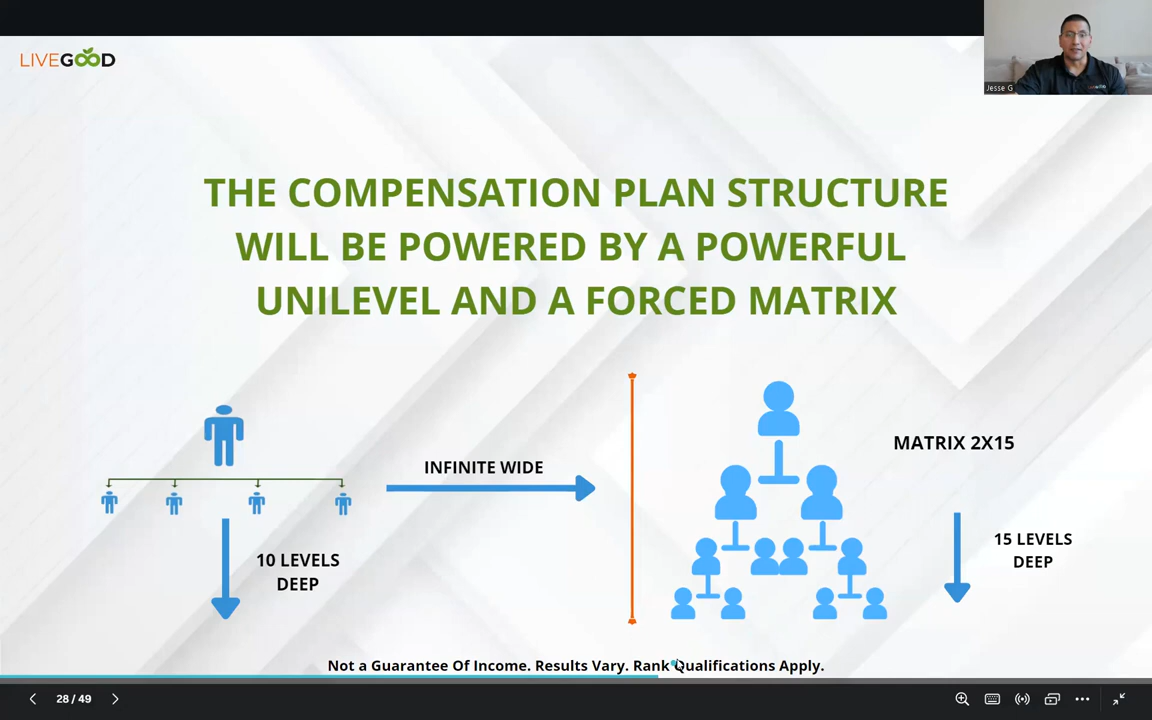 LIVEGOOD
Jesse G
THE COMPENSATION PLAN STRUCTURE
WILL BE POWERED BY A POWERFUL
UNILEVEL AND A FORCED MATRIX
INFINITE WIDE
10 LEVELS
DEEP
MATRIX 2X15
15 LEVELS
DEEP
Not a Guarantee Of Income. Results Vary. Rank Qualifications Apply.
28 / 49